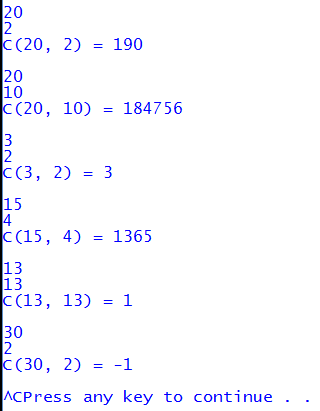 20
2
C(20, 2) = 190
20
10
C(20, 10) = 184756
3
2
C(3, 2) = 3
15
4
C(15, 4) = 1365
13
13
C(13, 13) = 1
30
2
C(30, 2) = -1
^CPress any key to continue . .